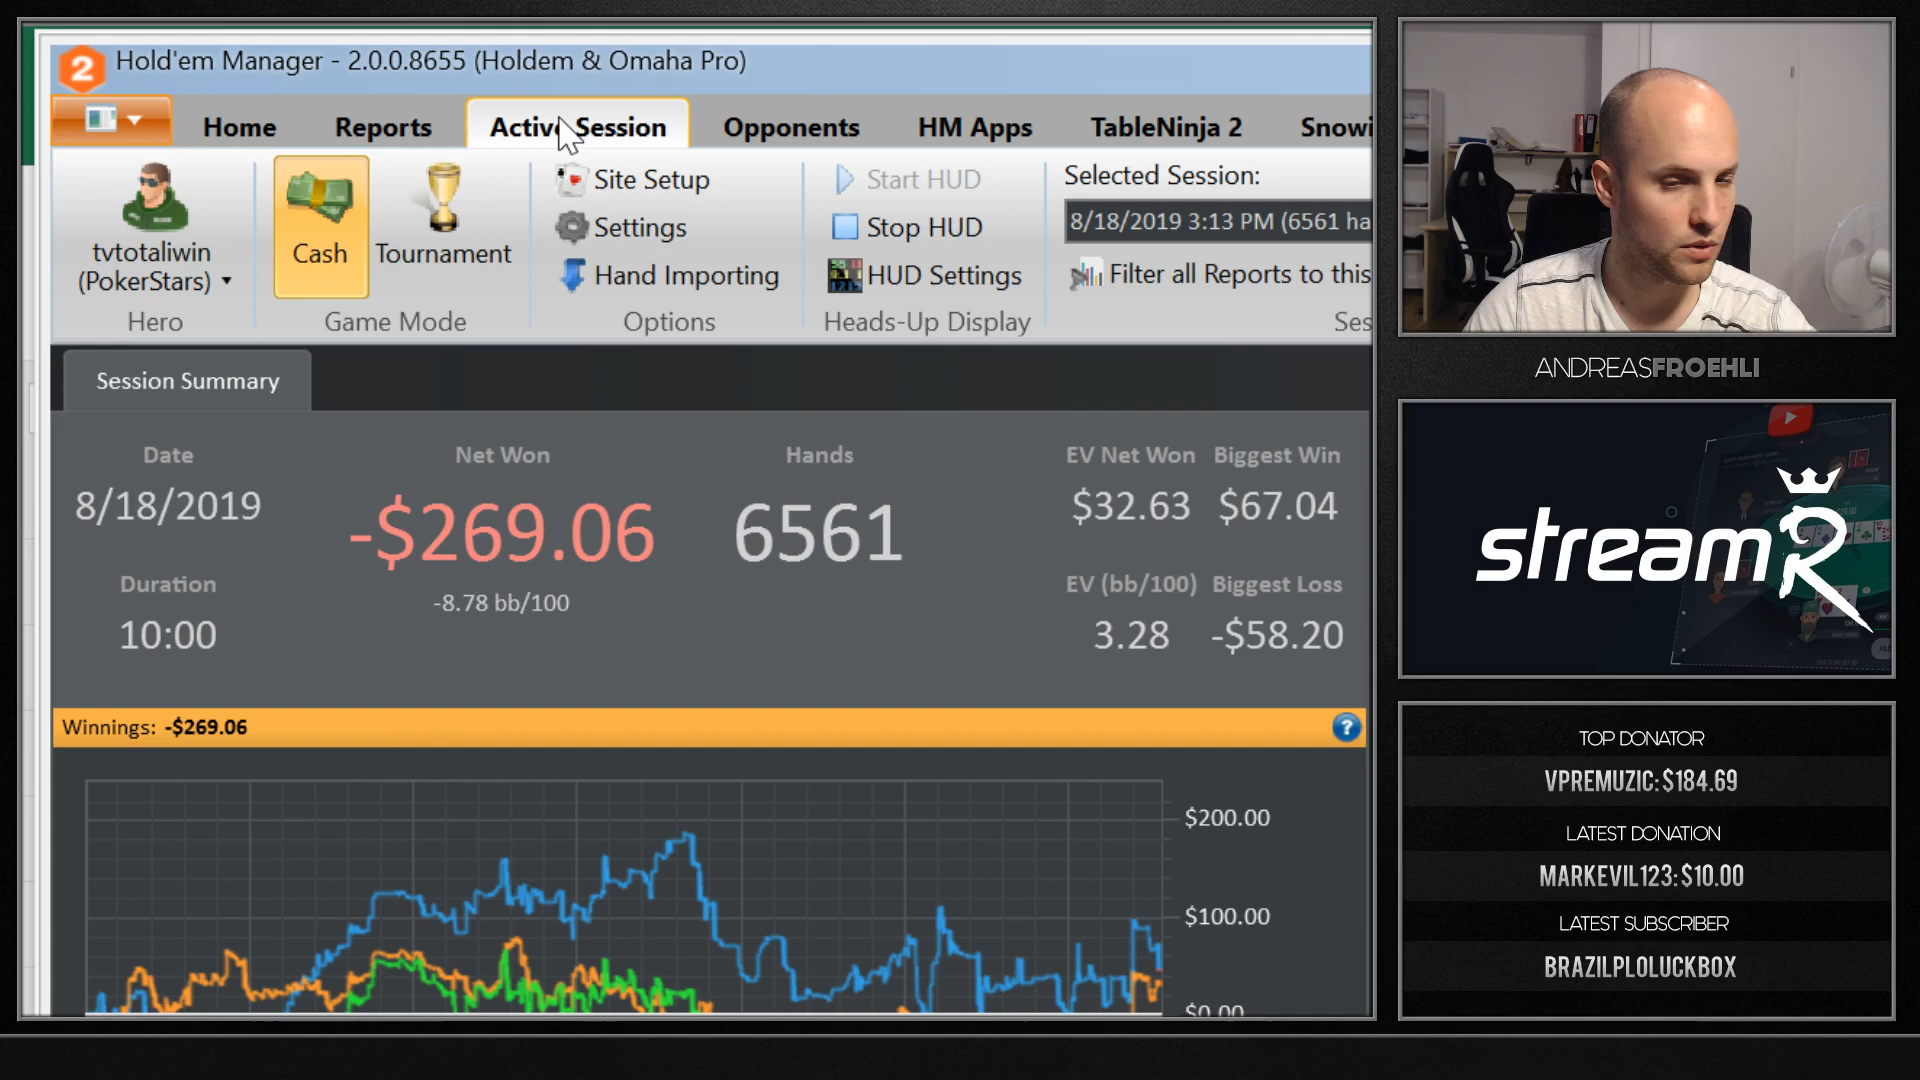 2 Hold'em Manager - 2.0.0.8655 (Holdem & Omaha Pro)
Home Reports Active Session Opponents HM Apps TableNinja 2 Snowi
tvtotaliwin
(PokerStars)
Hero
Cash Tournament
Game Mode
Site Setup
Settings
Hand Importing
Options
Start HUD
Stop HUD
HUD Settings
Heads-Up Display
Selected Session:
8/18/2019 3:13 PM (6561 ha
Filter all Reports to this
Ses
Session Summary
Date
8/18/2019
Duration
10:00
Net Won
-$269.06
-8.78 bb/100
Hands
6561
EV Net Won Biggest Win
$32.63 $67.04
EV (bb/100) Biggest Loss
3.28 -$58.20
Winnings: -$269.06 ?
$200.00
$100.00
$0.00
ANDREASFROEHLI
streamR
TOP DONATOR
VPREMUZIC: $184.69
LATEST DONATION
MARKEVIL123: $10.00
LATEST SUBSCRIBER
BRAZILPLOLUCKBOX